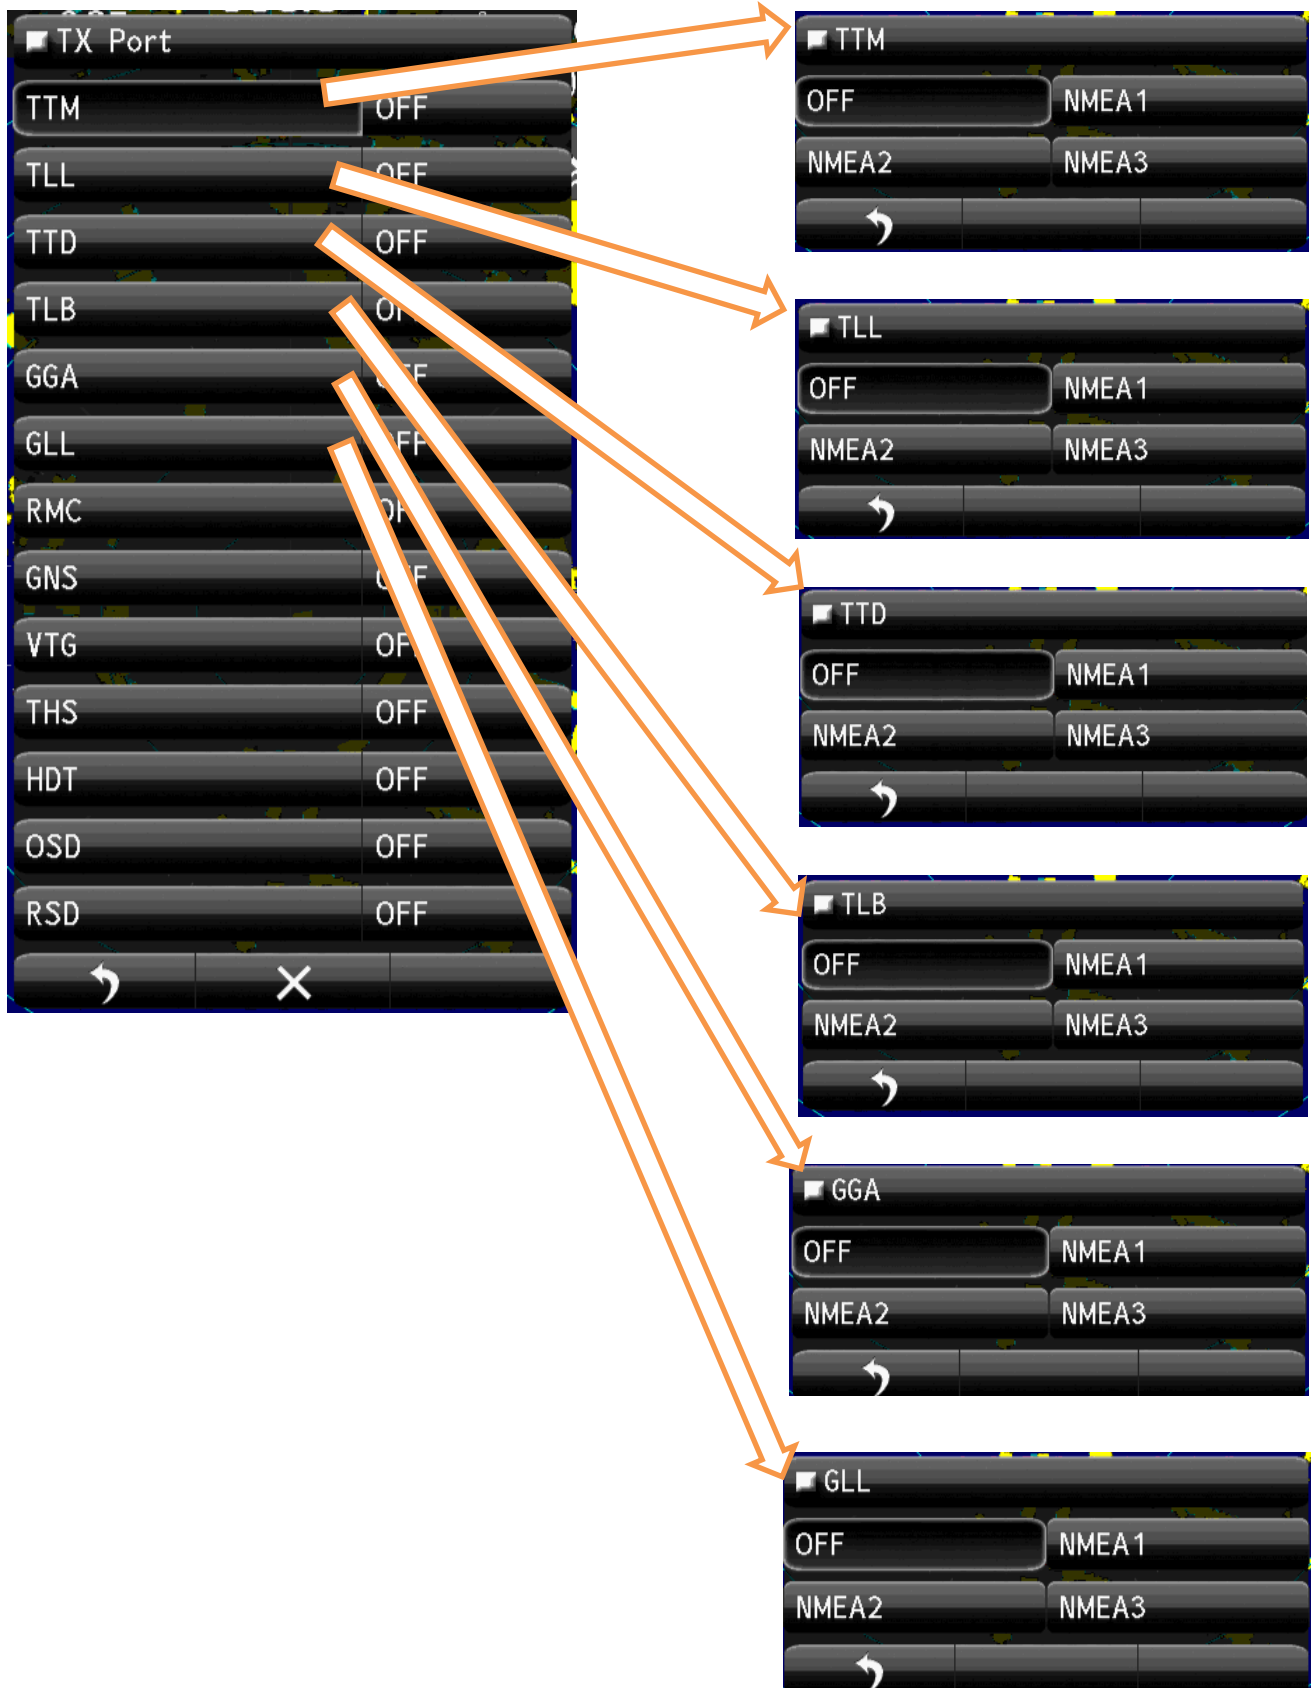 TX Port
TTM OFF
TLL OFF
TTD OFF
TLB
GGA
GLL
RMC
GNS
VTG
THS OFF
HDT OFF
OSD OFF
RSD OFF
TTM
OFF NMEA1
NMEA2 NMEA3
TLL
OFF NMEA1
NMEA2 NMEA3
TTD
OFF NMEA1
NMEA2 NMEA3
TLB
OFF NMEA1
NMEA2 NMEA3
GGA
OFF NMEA1
NMEA2 NMEA3
GLL
OFF NMEA1
NMEA2 NMEA3